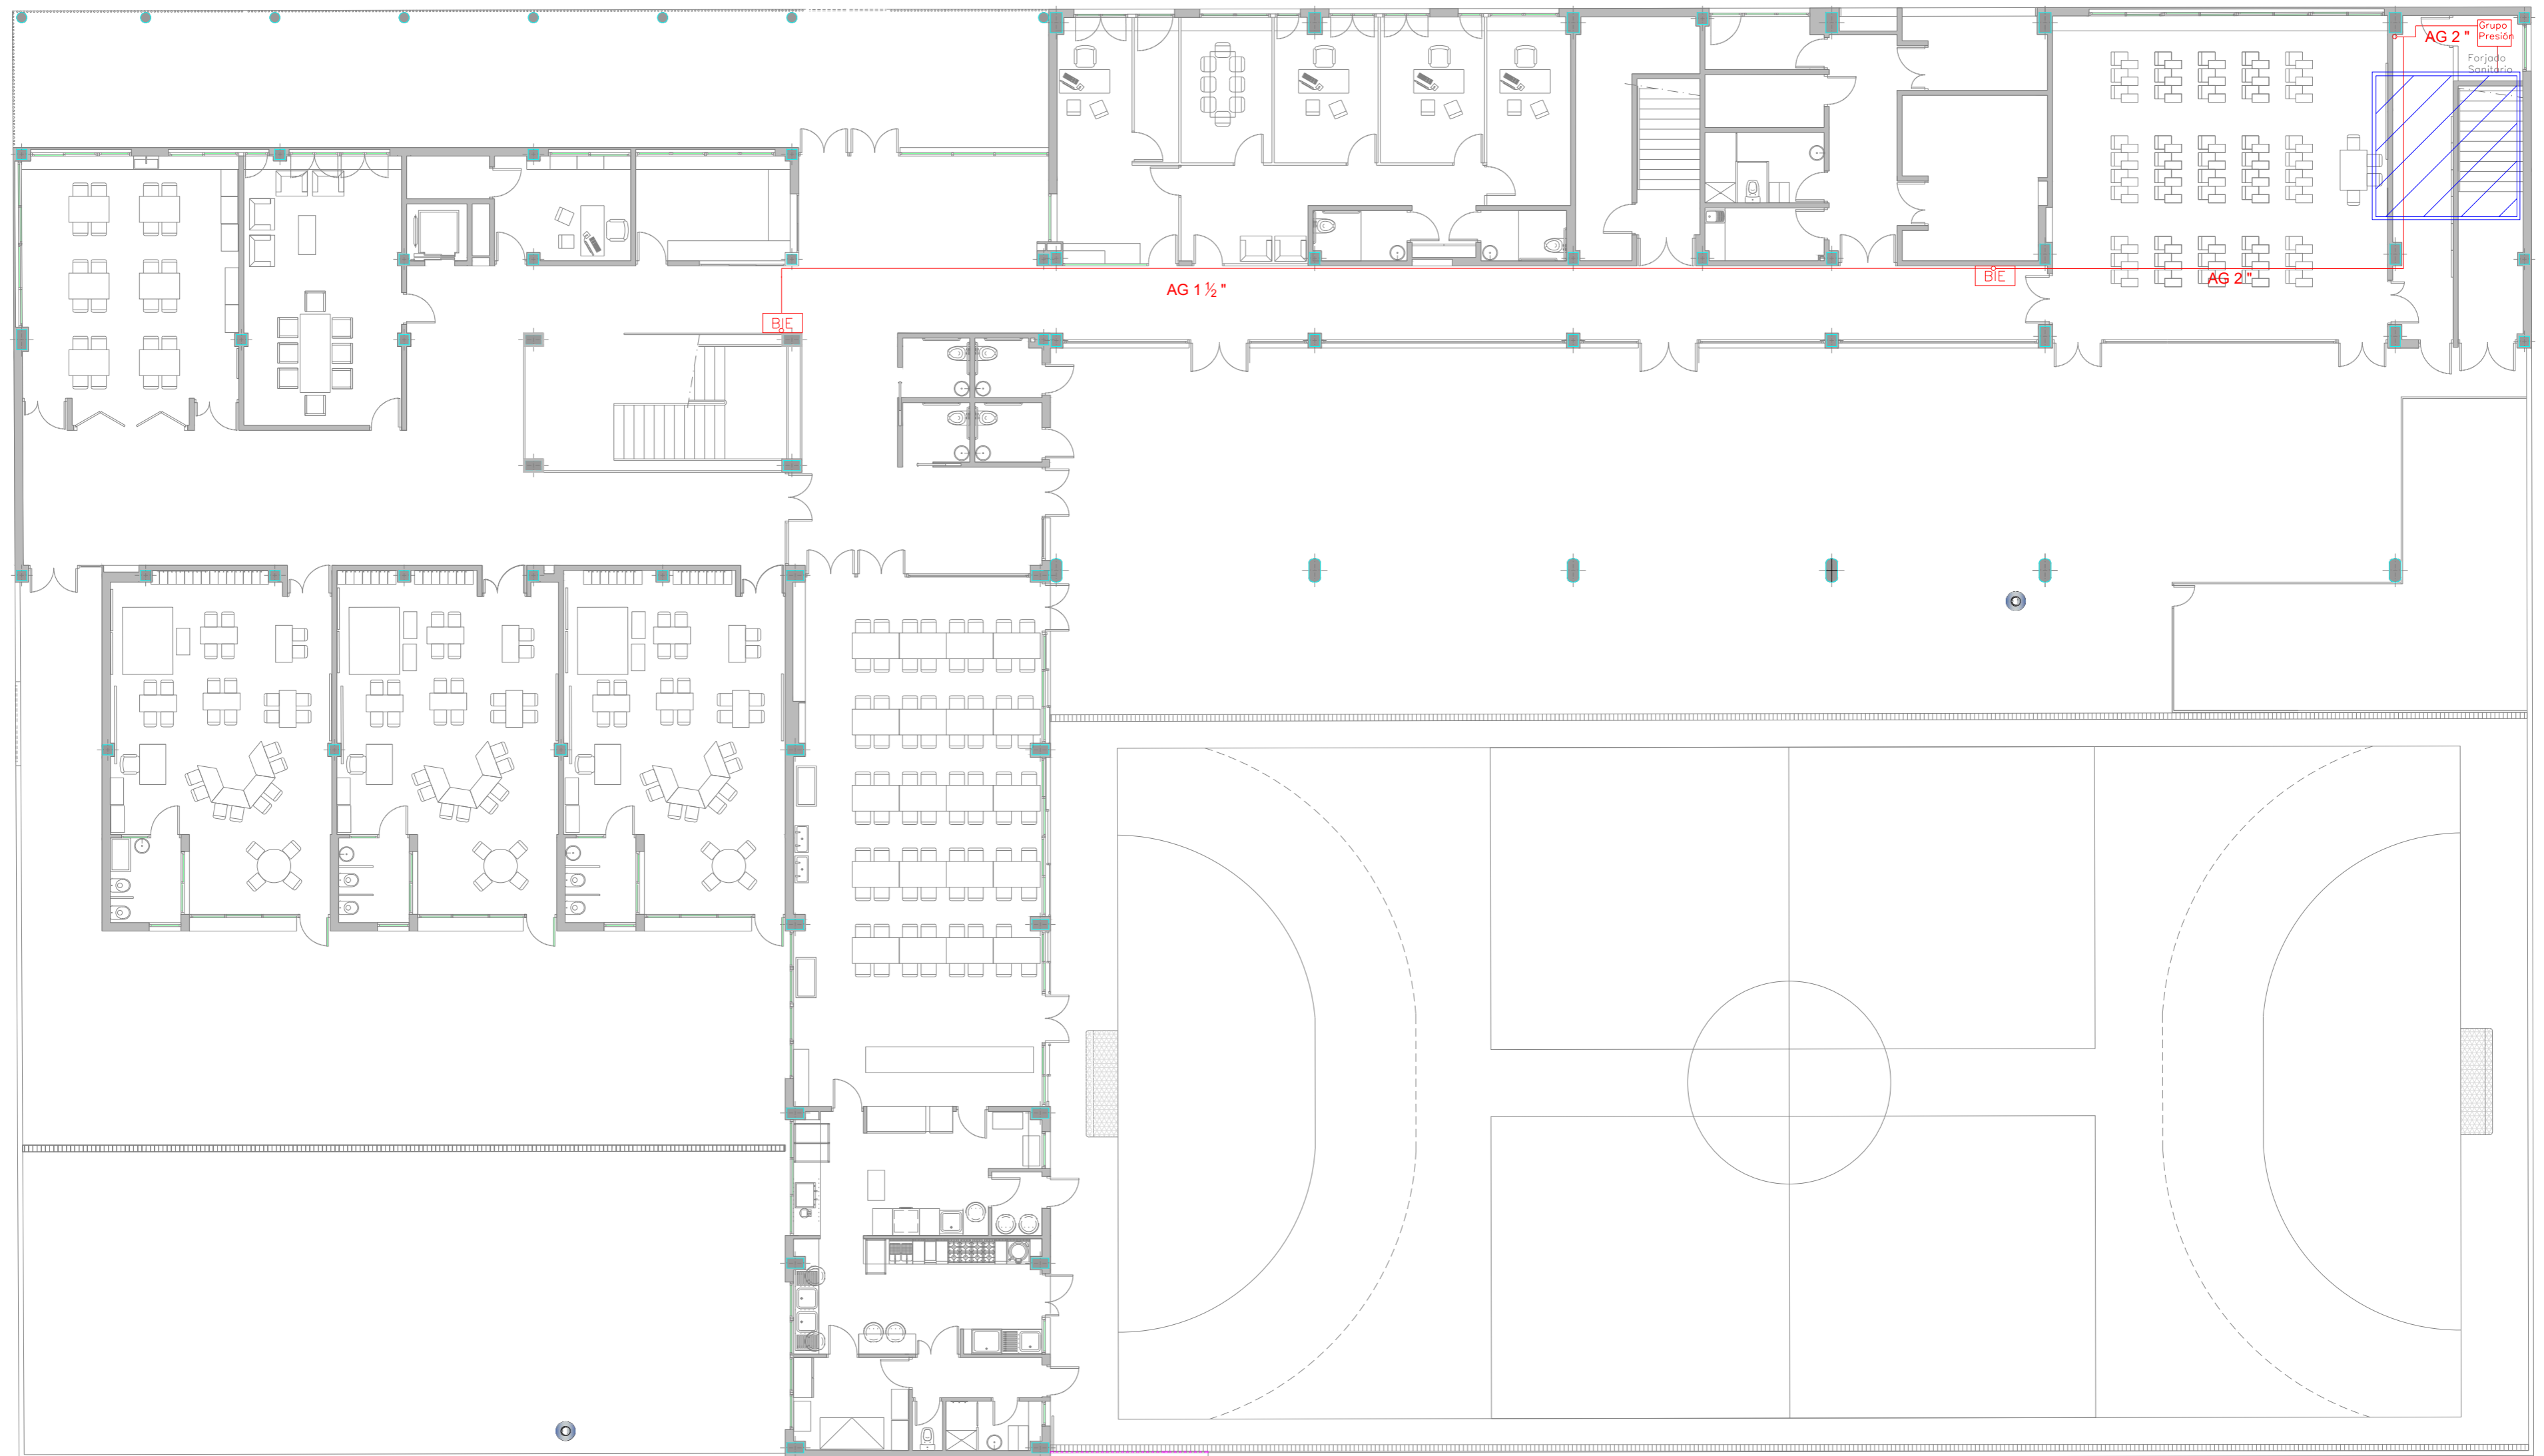 Grupo
Presión
AG 2 "
Forjado
Sanitario
BIE
AG 2 "
AG 1 ½ "
BIE